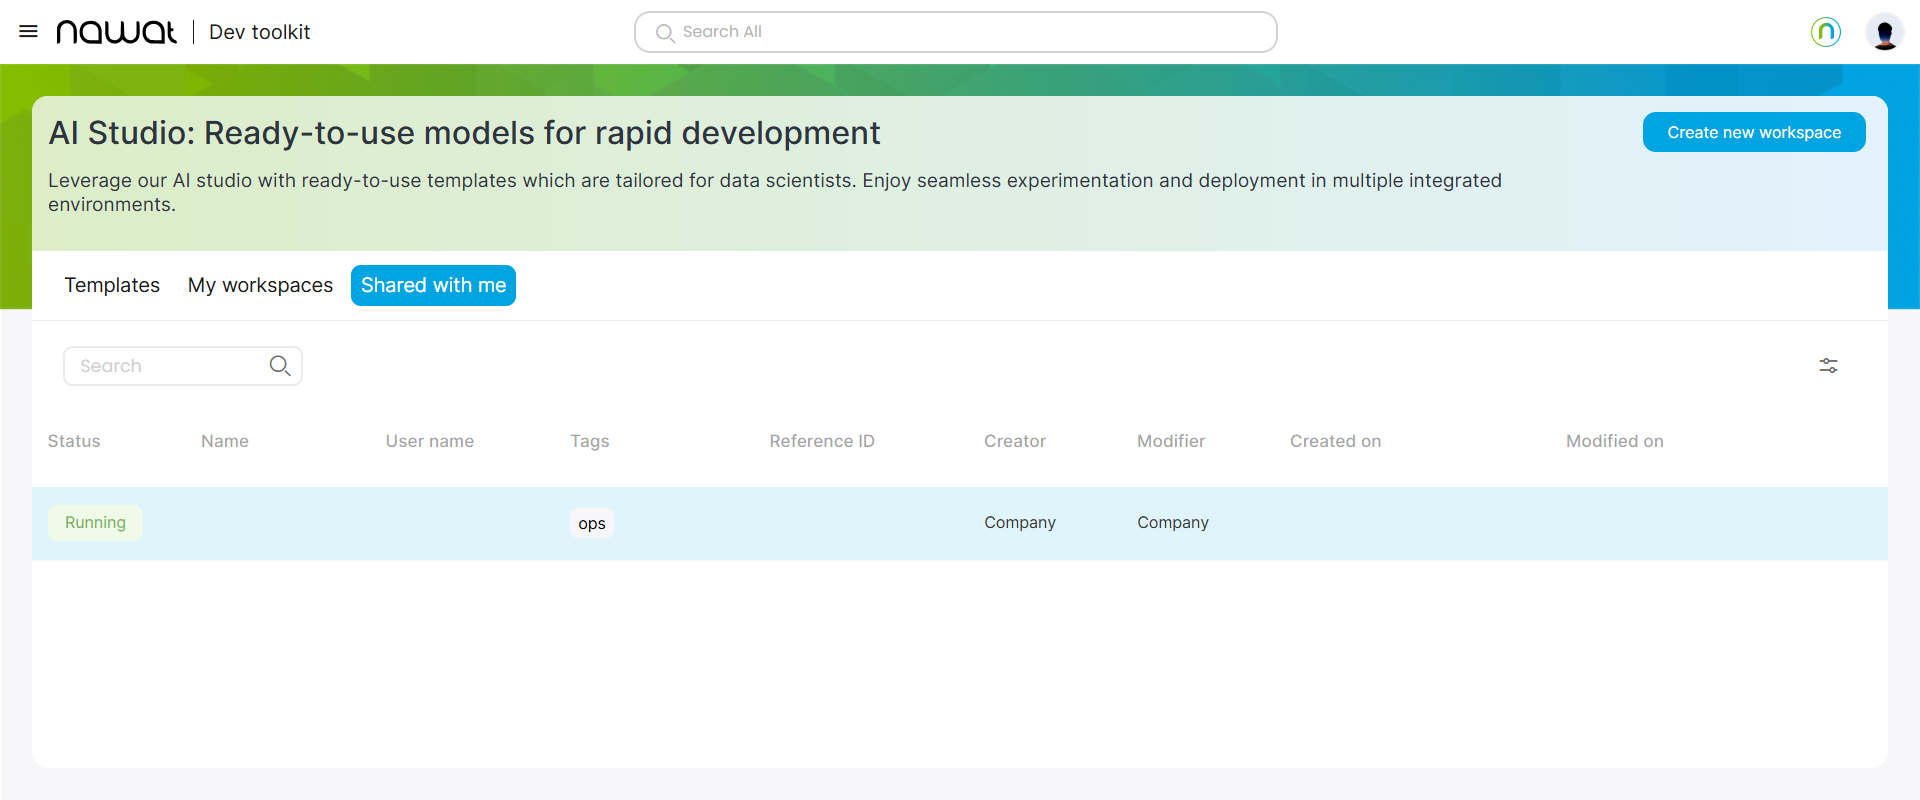 nawat
Dev toolkit
Search All
n
AI Studio: Ready-to-use models for rapid development
Create new workspace
Leverage our AI studio with ready-to-use templates which are tailored for data scientists. Enjoy seamless experimentation and deployment in multiple integrated
environments.
Templates My workspaces Shared with me
Search
Status Name User name Tags Reference ID Creator Modifier Created on Modified on
Running ops Company Company